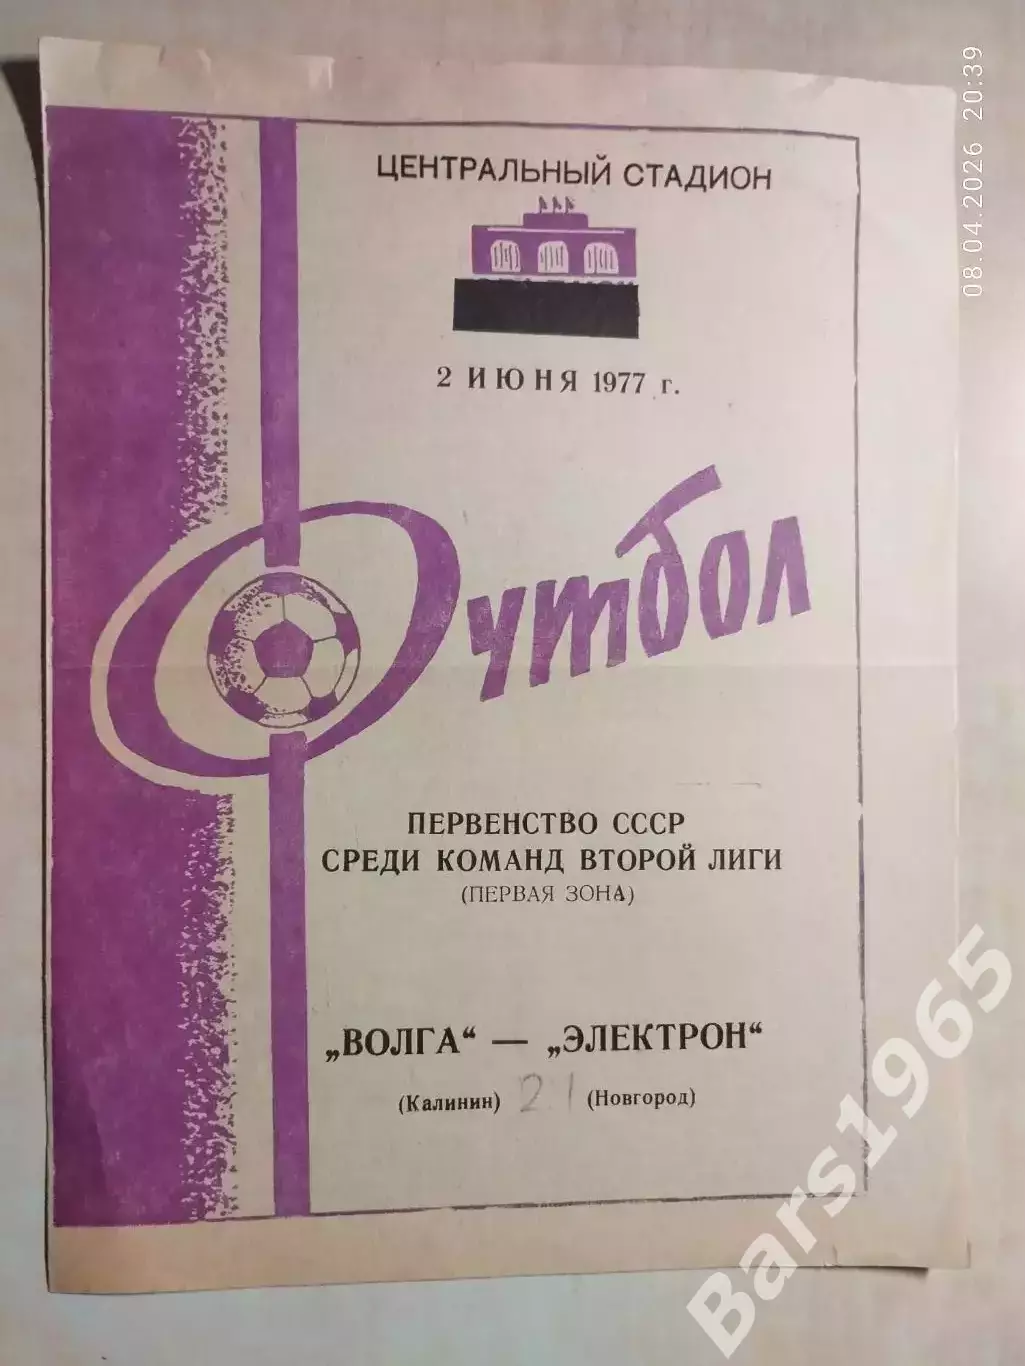 ЦЕНТРАЛЬНЫЙ СТАДИОН
2 ИЮНЯ 1977 г.
Футбол
ПЕРВЕНСТВО СССР
СРЕДИ КОМАНД ВТОРОЙ ЛИГИ
(ПЕРВАЯ ЗОНА)
„ВОЛГА“ — „ЭЛЕКТРОН“
(Калинин) 2 1 (Новгород)
08.04.2026 20:39
Bars1965